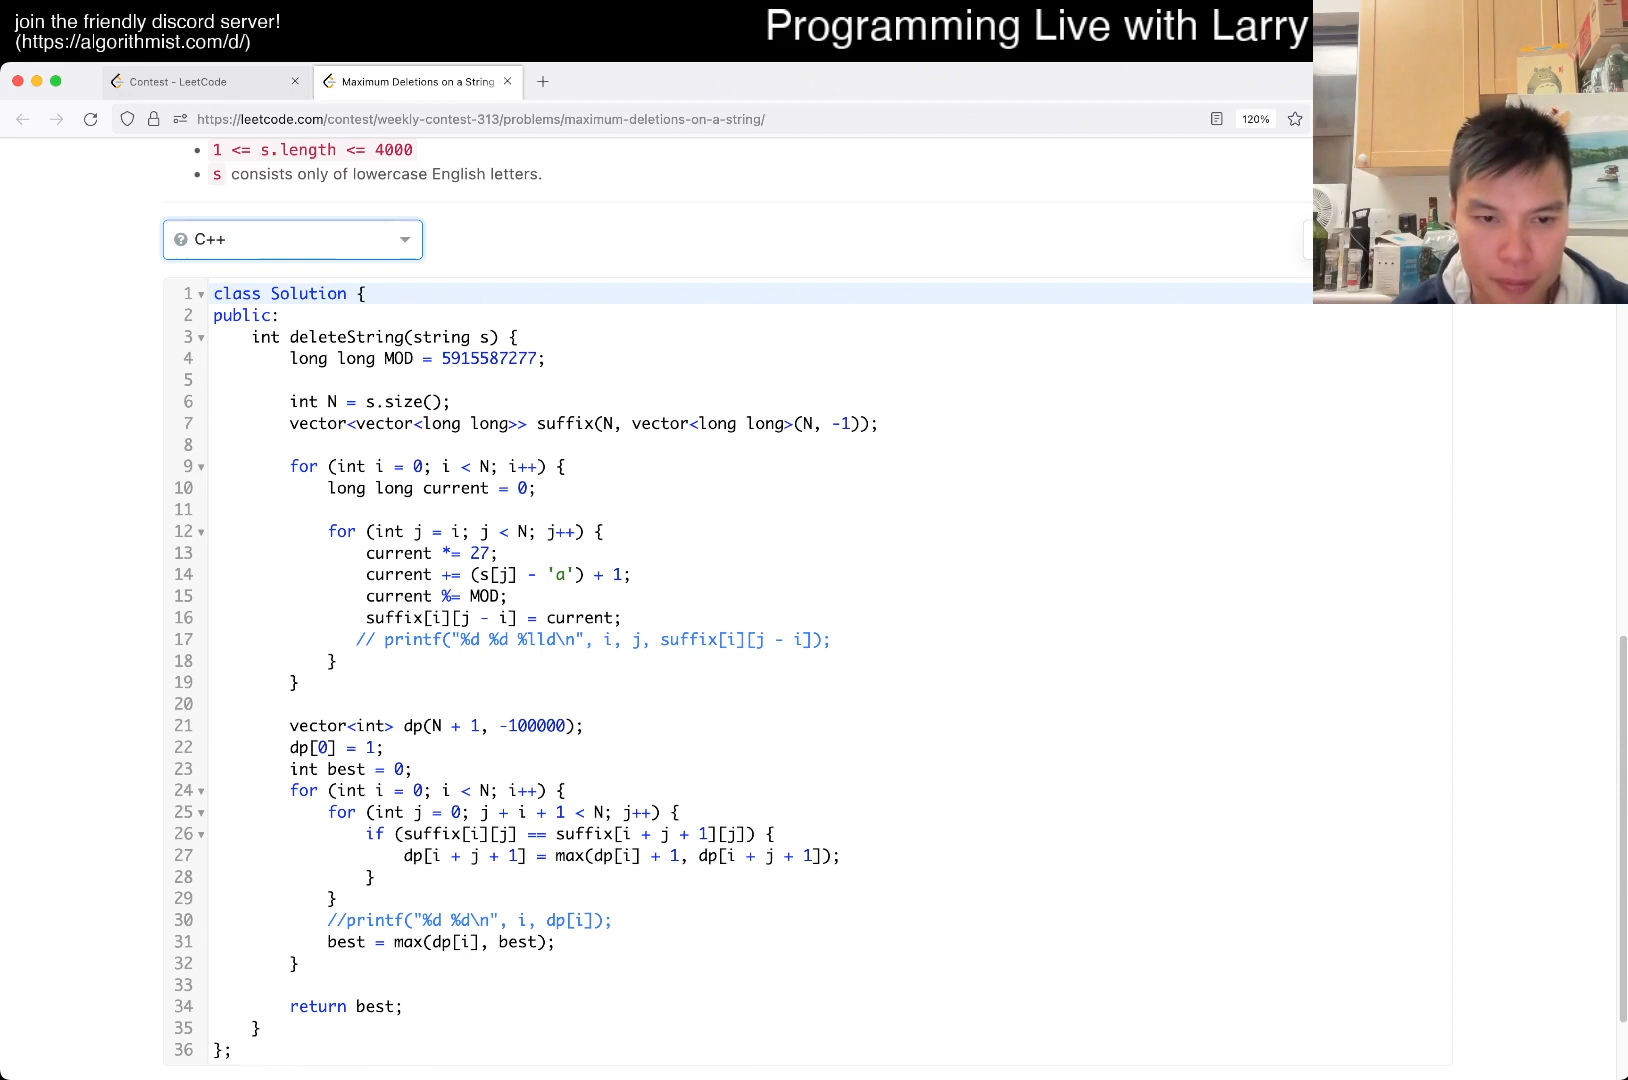 join the friendly discord server!
(https://algorithmist.com/d/)
Programming Live with Larry
Contest - LeetCode
Maximum Deletions on a String
https://leetcode.com/contest/weekly-contest-313/problems/maximum-deletions-on-a-string/
120%
• 1 <= s.length <= 4000
• s consists only of lowercase English letters.
? C++
1 class Solution {
2 public:
3     int deleteString(string s) {
4         long long MOD = 5915587277;
5
6         int N = s.size();
7         vector<vector<long long>> suffix(N, vector<long long>(N, -1));
8
9         for (int i = 0; i < N; i++) {
10             long long current = 0;
11
12             for (int j = i; j < N; j++) {
13                 current *= 27;
14                 current += (s[j] - 'a') + 1;
15                 current %= MOD;
16                 suffix[i][j - i] = current;
17                // printf("%d %d %lld\n", i, j, suffix[i][j - i]);
18             }
19         }
20
21         vector<int> dp(N + 1, -100000);
22         dp[0] = 1;
23         int best = 0;
24         for (int i = 0; i < N; i++) {
25             for (int j = 0; j + i + 1 < N; j++) {
26                 if (suffix[i][j] == suffix[i + j + 1][j]) {
27                     dp[i + j + 1] = max(dp[i] + 1, dp[i + j + 1]);
28                 }
29             }
30             //printf("%d %d\n", i, dp[i]);
31             best = max(dp[i], best);
32         }
33
34         return best;
35     }
36 };